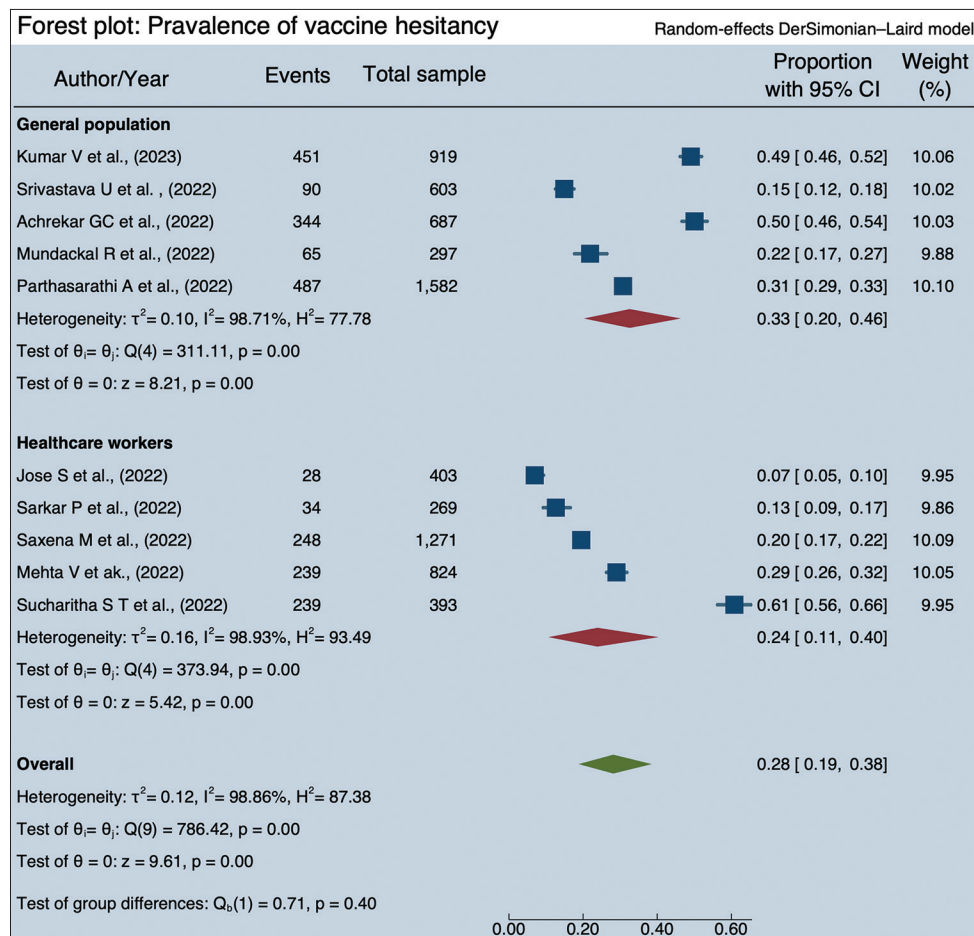 Forest plot: Pravalence of vaccine hesitancy Random-effects DerSimonian–Laird model
Author/Year Events Total sample Proportion with 95% CI Weight (%)
General population
Kumar V et al., (2023) 451 919 0.49 [ 0.46, 0.52] 10.06
Srivastava U et al. , (2022) 90 603 0.15 [ 0.12, 0.18] 10.02
Achrekar GC et al., (2022) 344 687 0.50 [ 0.46, 0.54] 10.03
Mundackal R et al., (2022) 65 297 0.22 [ 0.17, 0.27] 9.88
Parthasarathi A et al., (2022) 487 1,582 0.31 [ 0.29, 0.33] 10.10
Heterogeneity: τ² = 0.10, I² = 98.71%, H² = 77.78 0.33 [ 0.20, 0.46]
Test of θᵢ= θⱼ: Q(4) = 311.11, p = 0.00
Test of θ = 0: z = 8.21, p = 0.00
Healthcare workers
Jose S et al., (2022) 28 403 0.07 [ 0.05, 0.10] 9.95
Sarkar P et al., (2022) 34 269 0.13 [ 0.09, 0.17] 9.86
Saxena M et al., (2022) 248 1,271 0.20 [ 0.17, 0.22] 10.09
Mehta V et ak., (2022) 239 824 0.29 [ 0.26, 0.32] 10.05
Sucharitha S T et al., (2022) 239 393 0.61 [ 0.56, 0.66] 9.95
Heterogeneity: τ² = 0.16, I² = 98.93%, H² = 93.49 0.24 [ 0.11, 0.40]
Test of θᵢ= θⱼ: Q(4) = 373.94, p = 0.00
Test of θ = 0: z = 5.42, p = 0.00
Overall 0.28 [ 0.19, 0.38]
Heterogeneity: τ² = 0.12, I² = 98.86%, H² = 87.38
Test of θᵢ= θⱼ: Q(9) = 786.42, p = 0.00
Test of θ = 0: z = 9.61, p = 0.00
Test of group differences: Q_b(1) = 0.71, p = 0.40
0.00 0.20 0.40 0.60